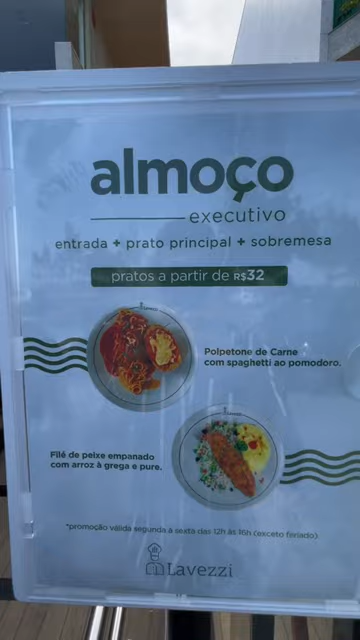 almoço
executivo
entrada + prato principal + sobremesa
pratos a partir de R$32
Polpetone de Carne
com spaghetti ao pomodoro.
Filé de peixe empanado
com arroz à grega e pure.
*promoção válida segunda à sexta das 12h às 16h (exceto feriado).
Lavezzi